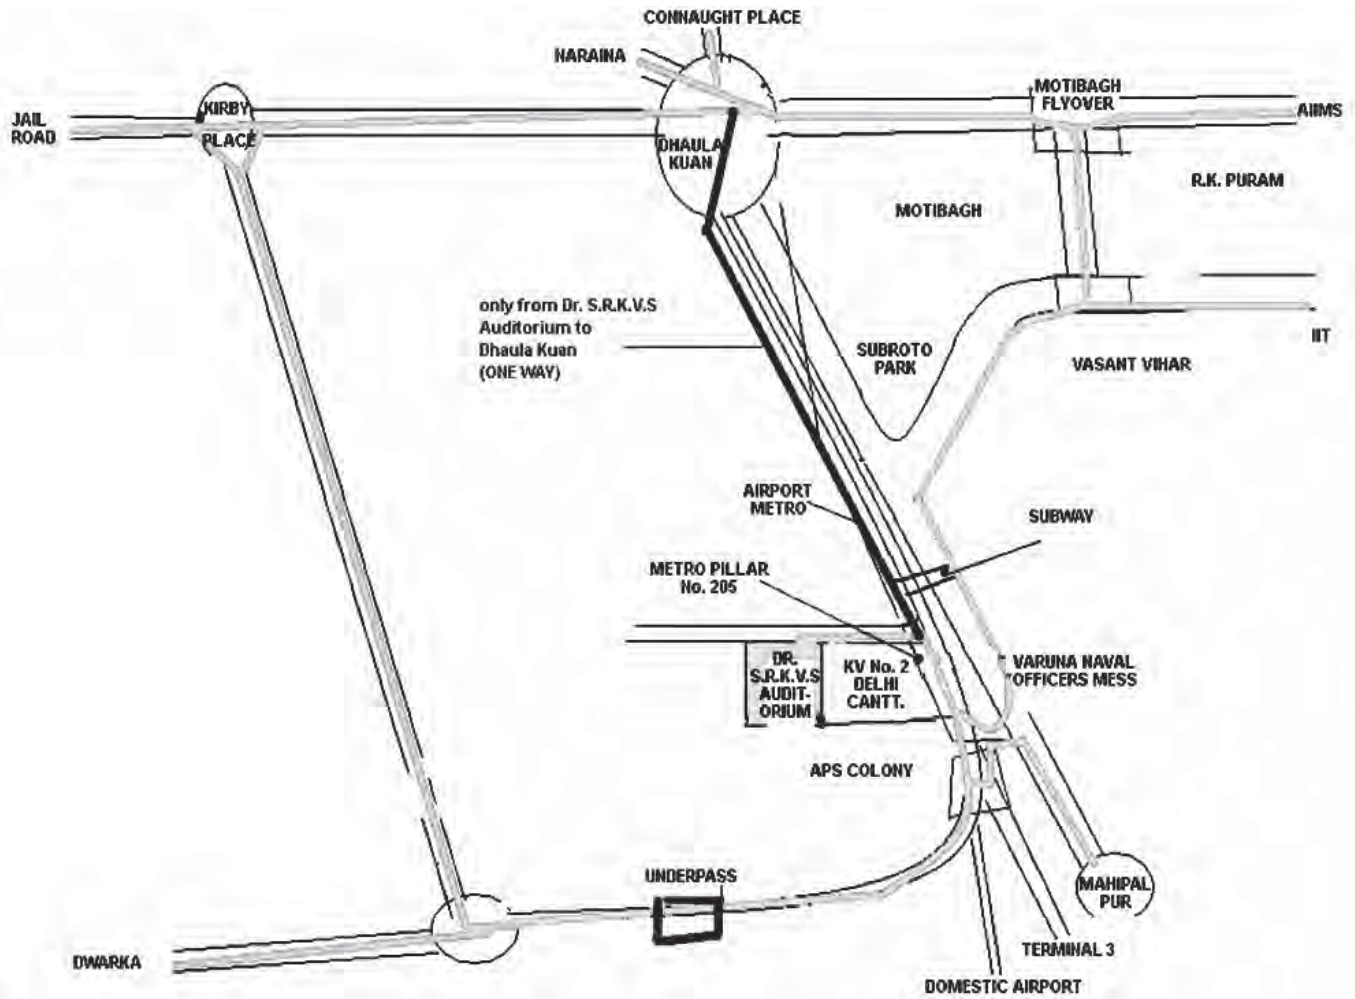 CONNAUGHT PLACE
NARAINA
MOTIBAGH
FLYOVER
JAIL
ROAD
KIRBY
PLACE
AIIMS
DHAULA
KUAN
R.K. PURAM
MOTIBAGH
only from Dr. S.R.K.V.S
Auditorium to
Dhaula Kuan
(ONE WAY)
SUBROTO
PARK
VASANT VIHAR
IIT
AIRPORT
METRO
SUBWAY
METRO PILLAR
No. 205
DR.
S.R.K.V.S
AUDIT-
ORIUM
KV No. 2
DELHI
CANTT.
VARUNA NAVAL
OFFICERS MESS
APS COLONY
UNDERPASS
MAHIPAL
PUR
TERMINAL 3
DWARKA
DOMESTIC AIRPORT